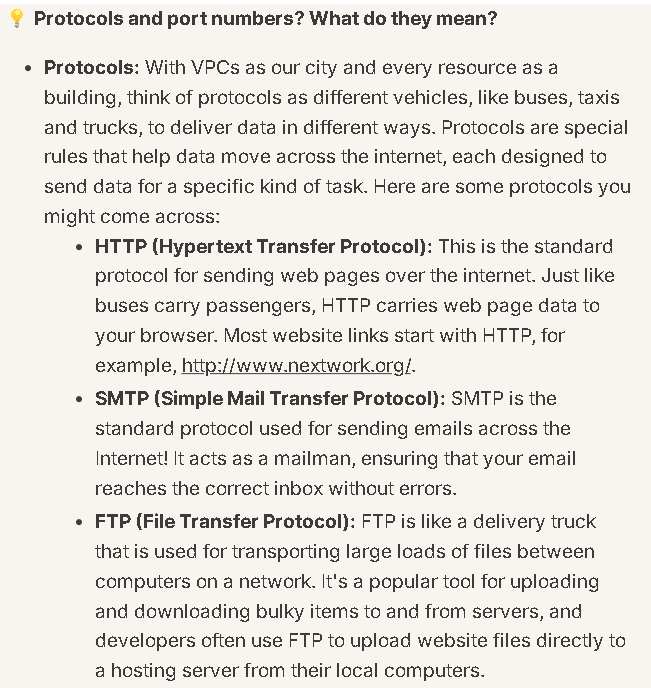 💡 Protocols and port numbers? What do they mean?
• Protocols: With VPCs as our city and every resource as a
building, think of protocols as different vehicles, like buses, taxis
and trucks, to deliver data in different ways. Protocols are special
rules that help data move across the internet, each designed to
send data for a specific kind of task. Here are some protocols you
might come across:
• HTTP (Hypertext Transfer Protocol): This is the standard
protocol for sending web pages over the internet. Just like
buses carry passengers, HTTP carries web page data to
your browser. Most website links start with HTTP, for
example, http://www.nextwork.org/.
• SMTP (Simple Mail Transfer Protocol): SMTP is the
standard protocol used for sending emails across the
Internet! It acts as a mailman, ensuring that your email
reaches the correct inbox without errors.
• FTP (File Transfer Protocol): FTP is like a delivery truck
that is used for transporting large loads of files between
computers on a network. It's a popular tool for uploading
and downloading bulky items to and from servers, and
developers often use FTP to upload website files directly to
a hosting server from their local computers.